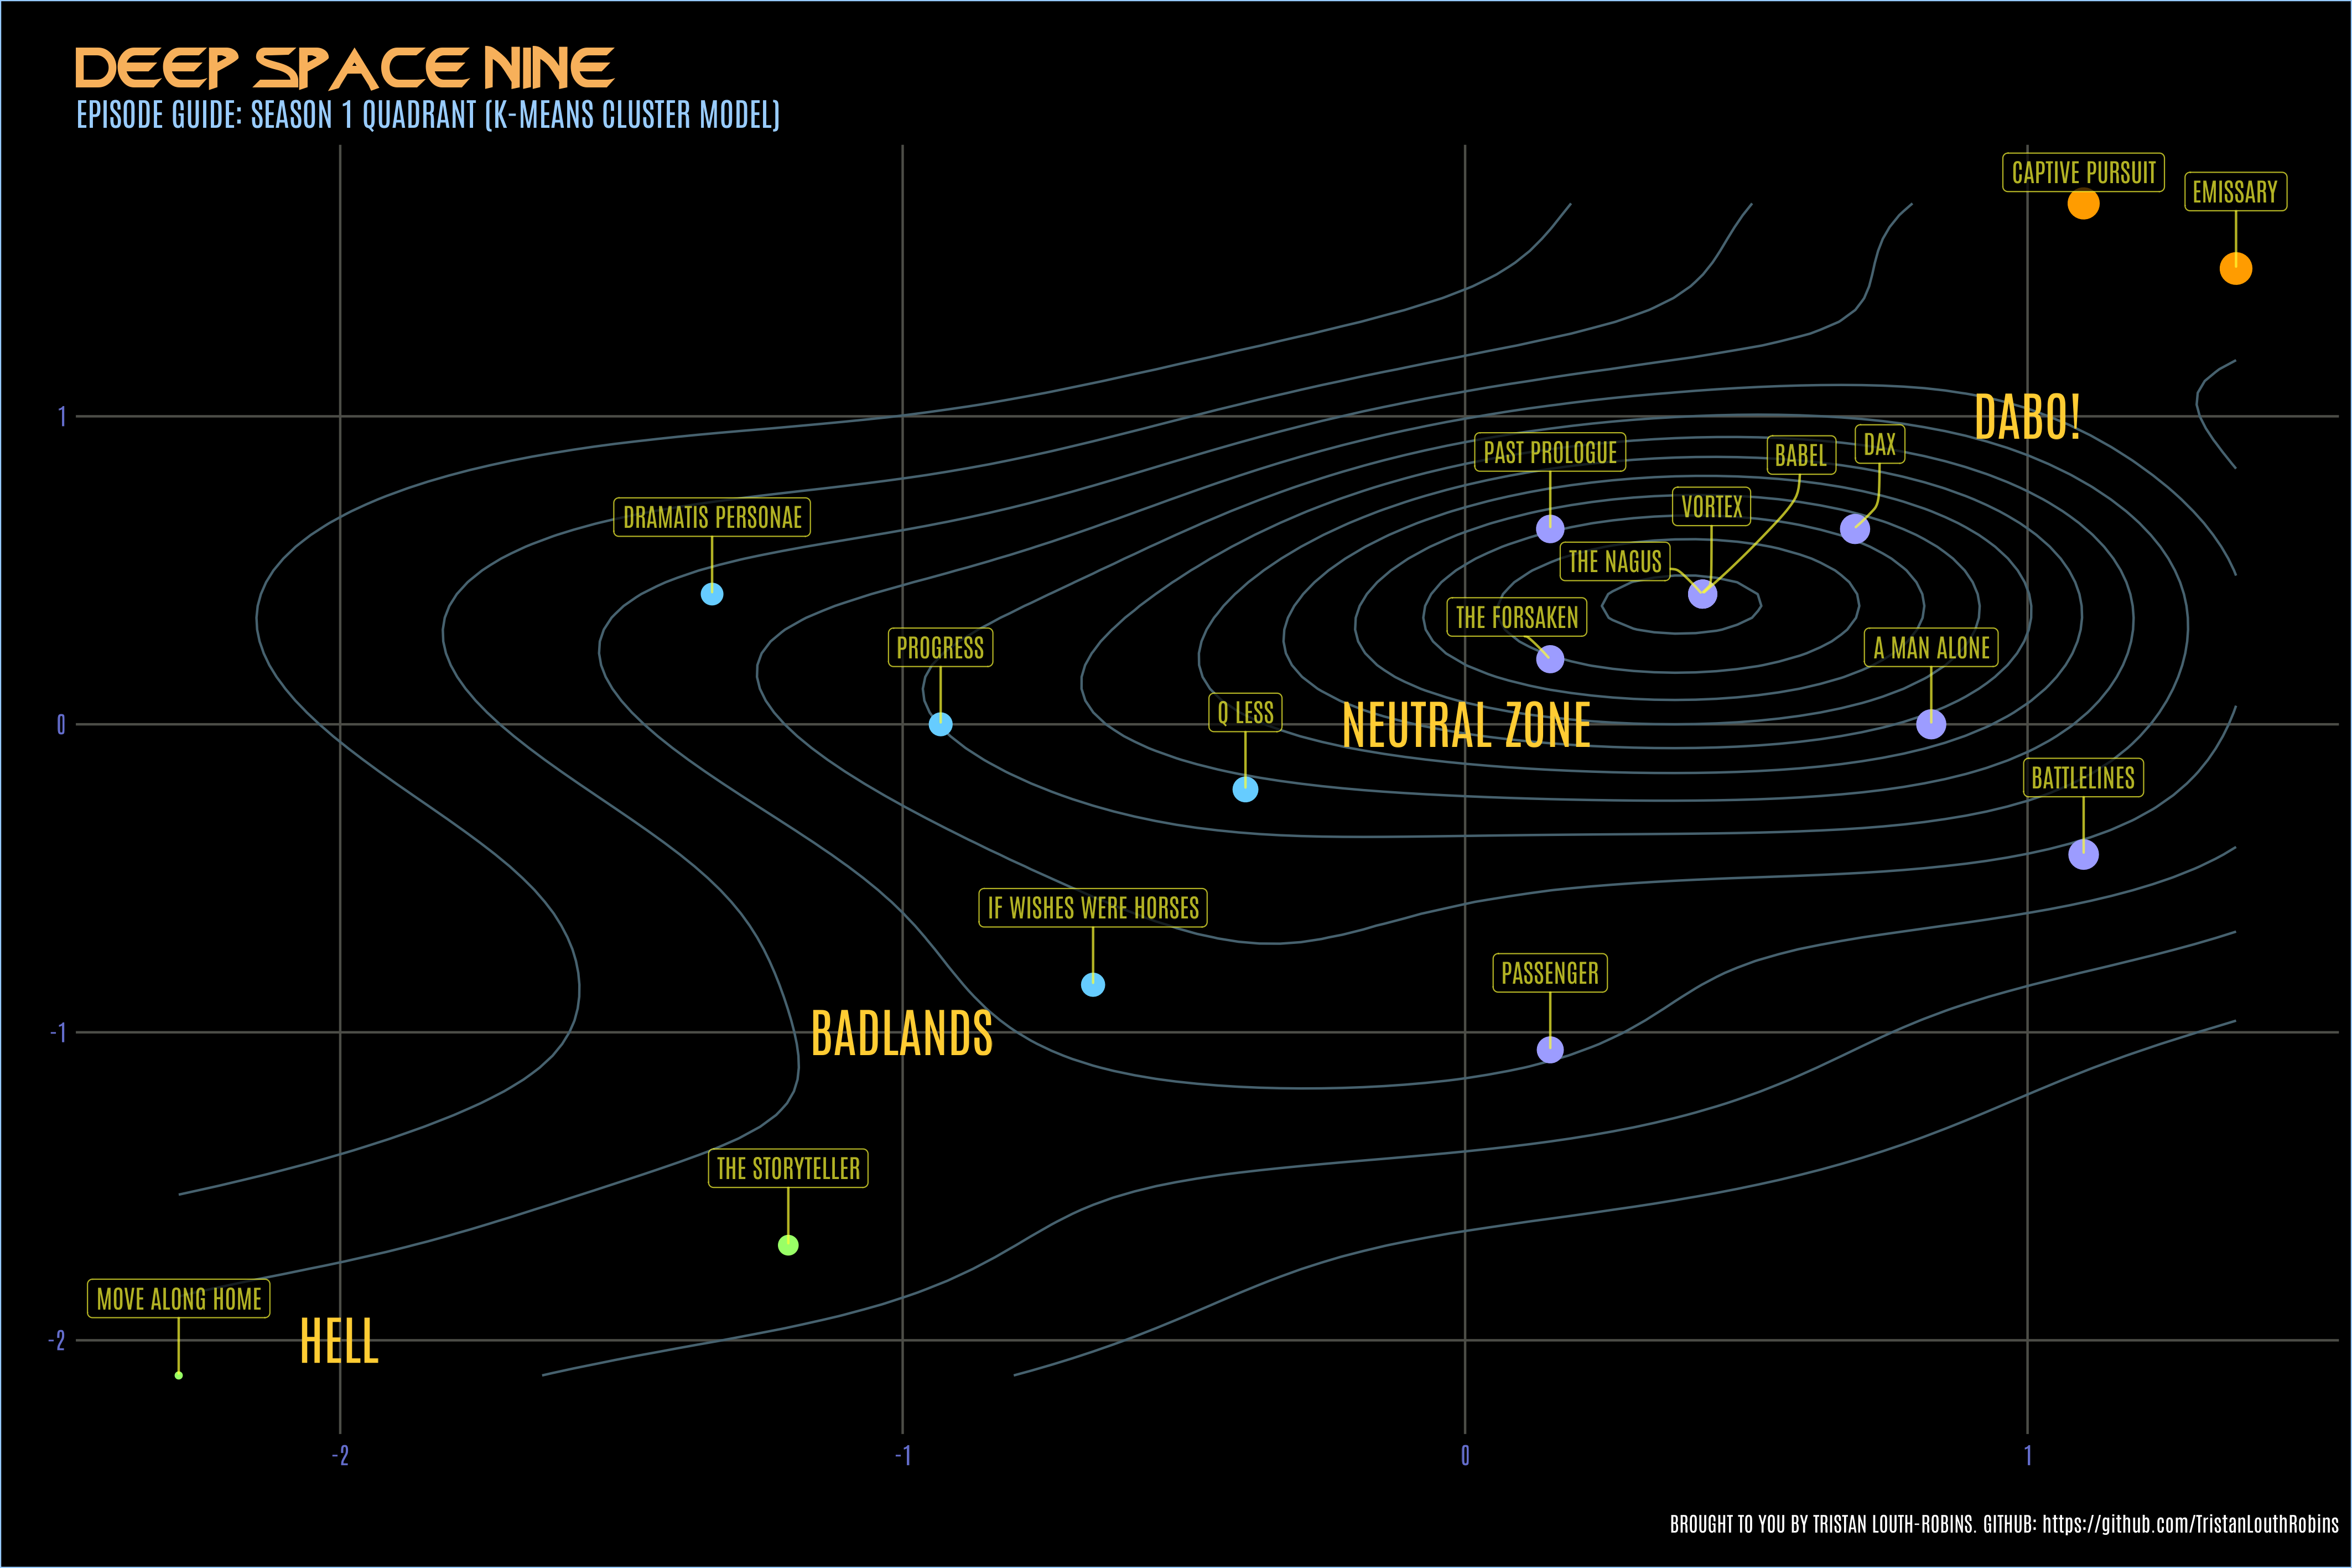 DEEP SPACE NINE
EPISODE GUIDE: SEASON 1 QUADRANT (K-MEANS CLUSTER MODEL)
CAPTIVE PURSUIT
EMISSARY
1
DABO!
PAST PROLOGUE
BABEL
DAX
VORTEX
DRAMATIS PERSONAE
THE NAGUS
THE FORSAKEN
PROGRESS
A MAN ALONE
Q LESS
0
NEUTRAL ZONE
BATTLELINES
IF WISHES WERE HORSES
PASSENGER
-1
BADLANDS
THE STORYTELLER
MOVE ALONG HOME
-2
HELL
-2
-1
0
1
BROUGHT TO YOU BY TRISTAN LOUTH-ROBINS. GITHUB: https://github.com/TristanLouthRobins